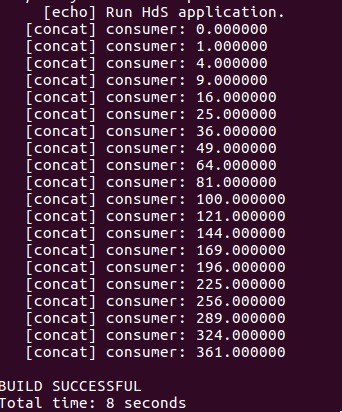 [echo] Run HdS application.
[concat] consumer: 0.000000
[concat] consumer: 1.000000
[concat] consumer: 4.000000
[concat] consumer: 9.000000
[concat] consumer: 16.000000
[concat] consumer: 25.000000
[concat] consumer: 36.000000
[concat] consumer: 49.000000
[concat] consumer: 64.000000
[concat] consumer: 81.000000
[concat] consumer: 100.000000
[concat] consumer: 121.000000
[concat] consumer: 144.000000
[concat] consumer: 169.000000
[concat] consumer: 196.000000
[concat] consumer: 225.000000
[concat] consumer: 256.000000
[concat] consumer: 289.000000
[concat] consumer: 324.000000
[concat] consumer: 361.000000
BUILD SUCCESSFUL
Total time: 8 seconds